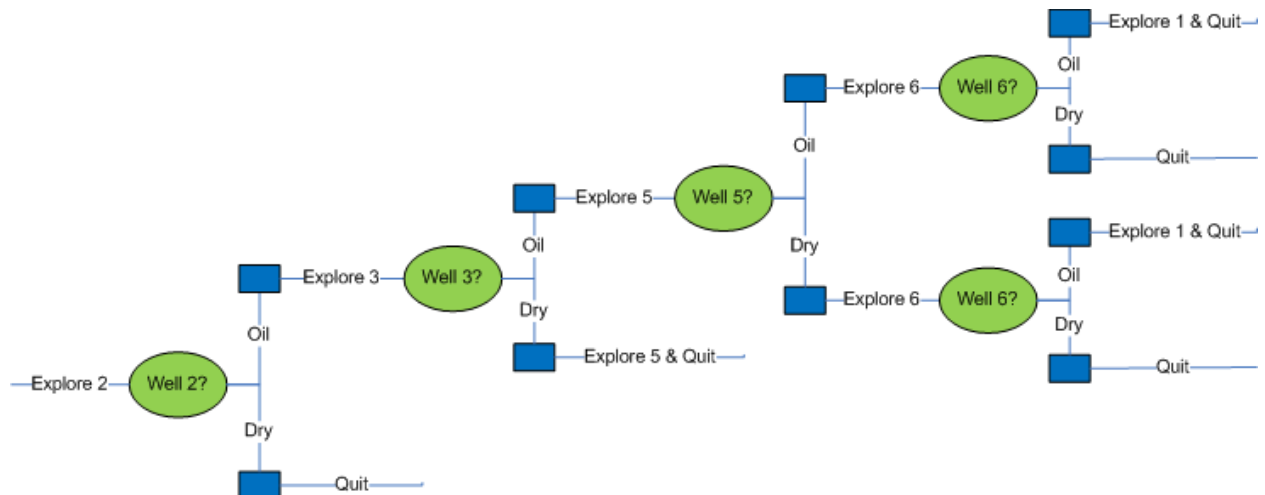 Explore 1 & Quit
Oil
Explore 6
Well 6?
Dry
Oil
Quit
Explore 5
Well 5?
Explore 1 & Quit
Oil
Dry
Oil
Explore 3
Well 3?
Explore 6
Well 6?
Dry
Dry
Oil
Explore 5 & Quit
Quit
Explore 2
Well 2?
Dry
Quit